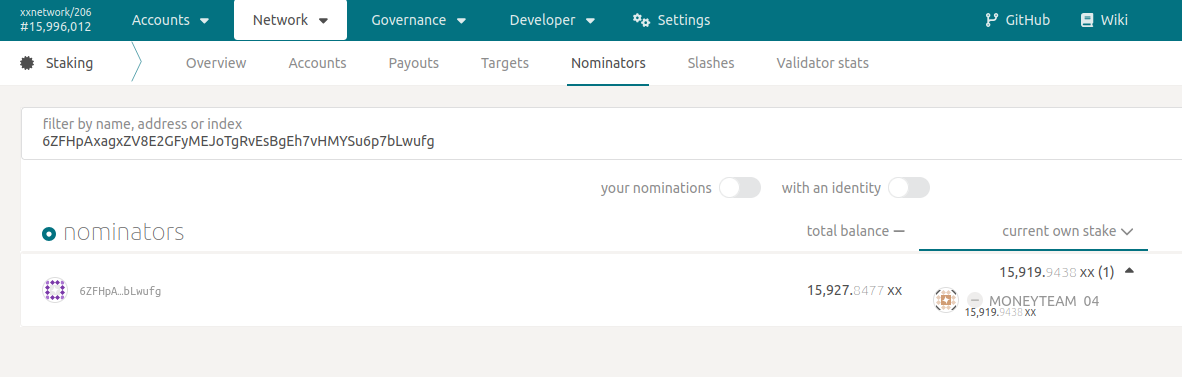 xxnetwork/206
#15,996,012
Accounts
Network
Governance
Developer
Settings
GitHub
Wiki
Staking
Overview
Accounts
Payouts
Targets
Nominators
Slashes
Validator stats
filter by name, address or index
6ZFHpAxagxZV8E2GFyMEJoTgRvEsBgEh7vHMYSu6p7bLwufg
your nominations
with an identity
nominators
total balance
current own stake
6ZFHpA…bLwufg
15,927.8477 xx
15,919.9438 xx (1)
MONEYTEAM 04
15,919.9438 xx